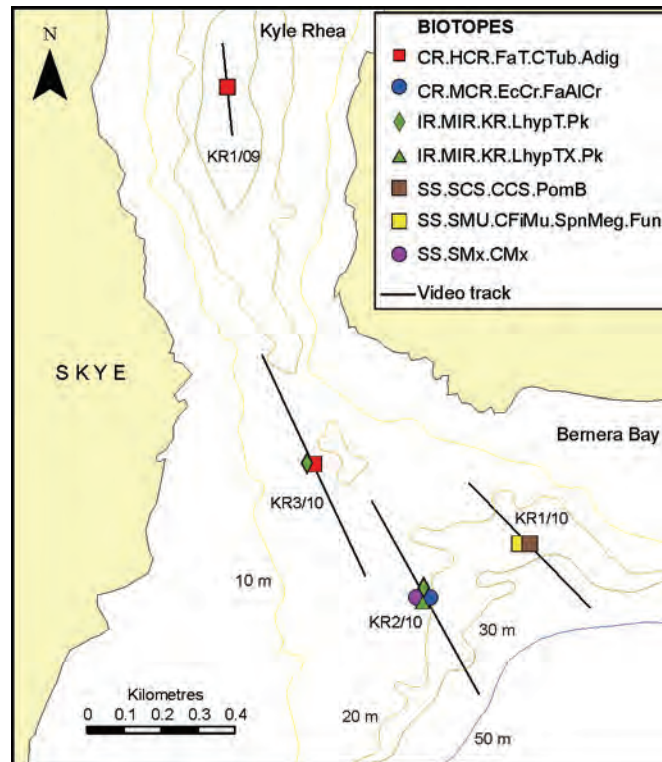 N
Kyle Rhea
BIOTOPES
CR.HCR.FaT.CTub.Adig
CR.MCR.EcCr.FaAlCr
IR.MIR.KR.LhypT.Pk
IR.MIR.KR.LhypTX.Pk
SS.SCS.CCS.PomB
SS.SMU.CFiMu.SpnMeg.Fun
SS.SMx.CMx
Video track
KR1/09
SKYE
Bernera Bay
KR3/10
KR1/10
10 m
KR2/10
30 m
Kilometres
0 0.1 0.2 0.3 0.4
20 m
50 m